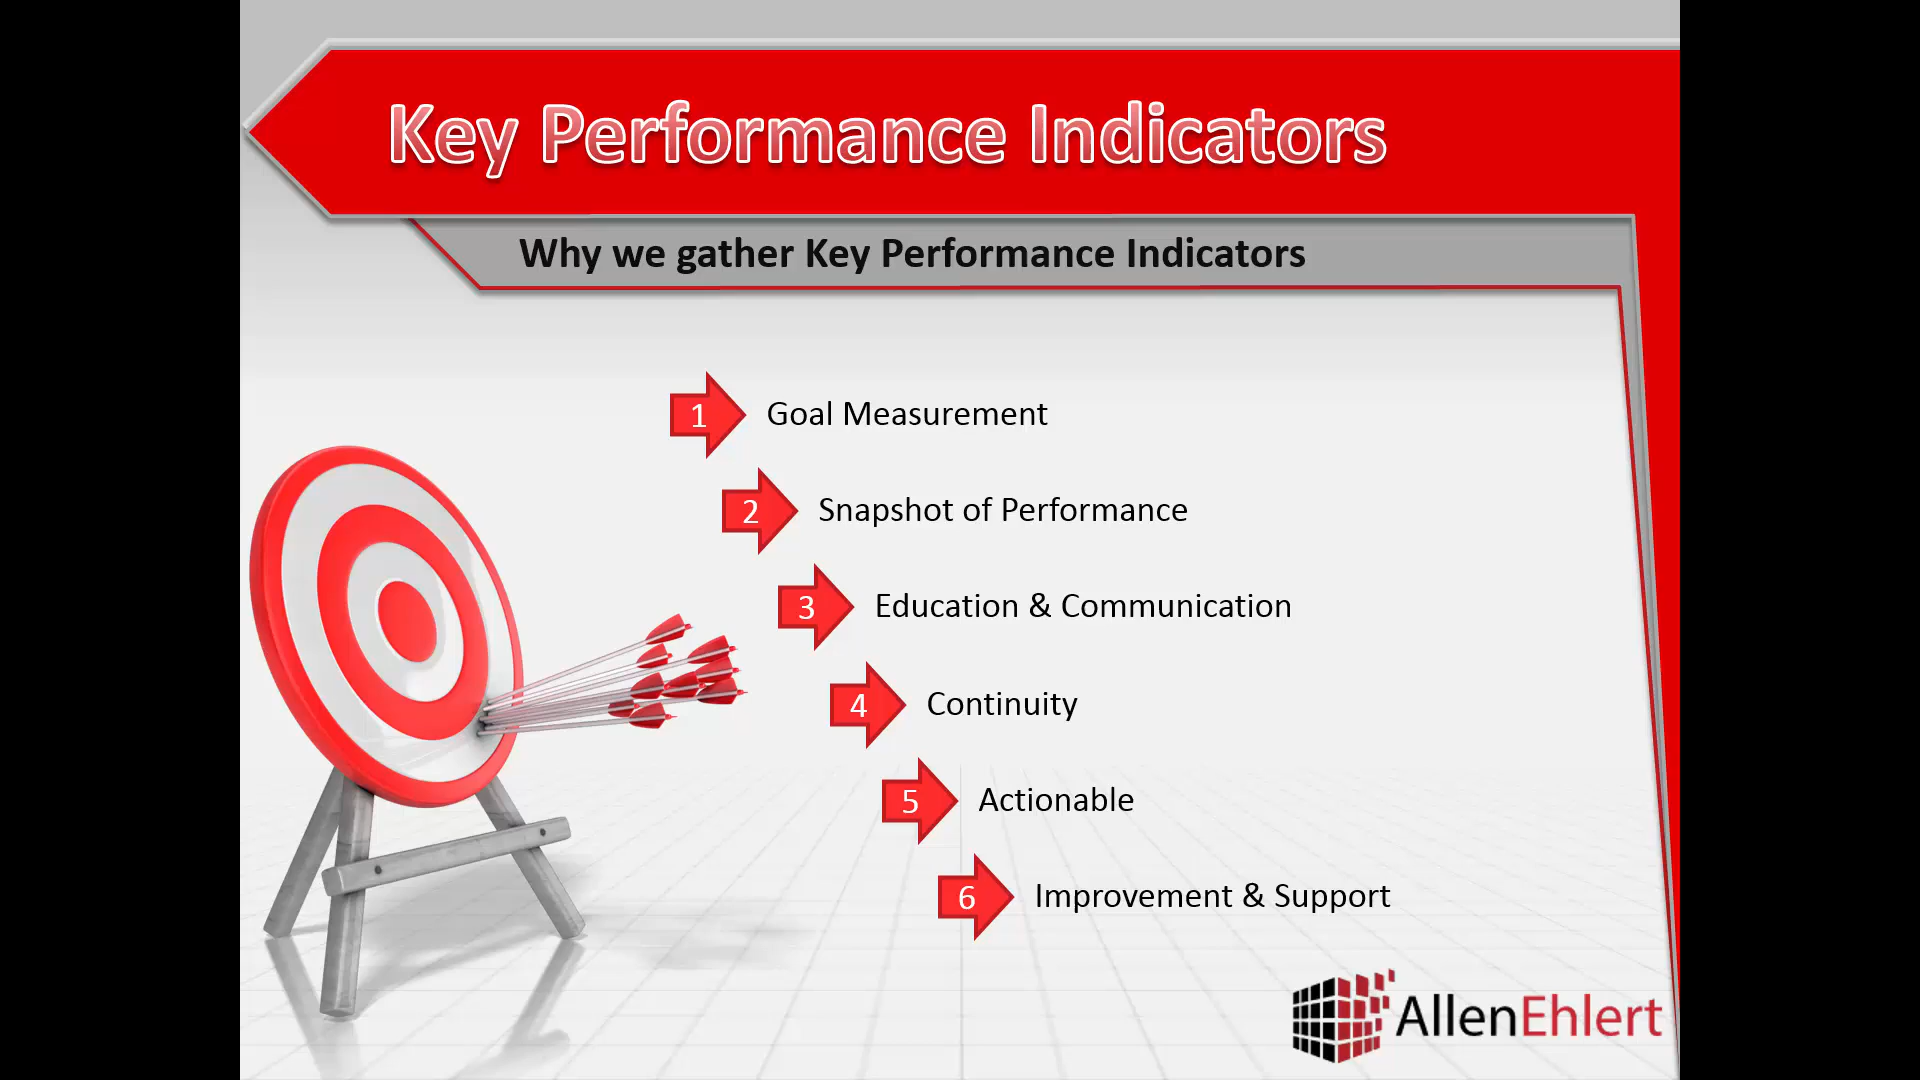 Key Performance Indicators
Why we gather Key Performance Indicators
1 Goal Measurement
2 Snapshot of Performance
3 Education & Communication
4 Continuity
5 Actionable
6 Improvement & Support
AllenEhlert